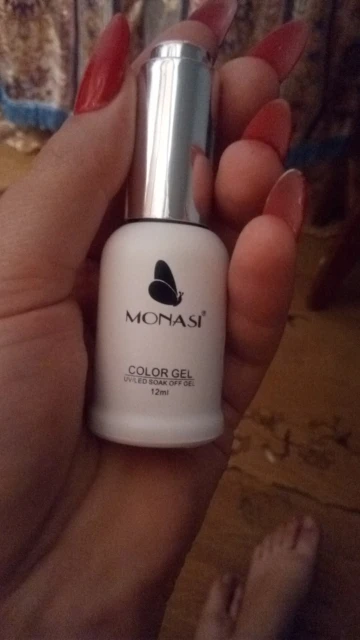 MONASI®
COLOR GEL
UV/LED SOAK OFF GEL
12ml